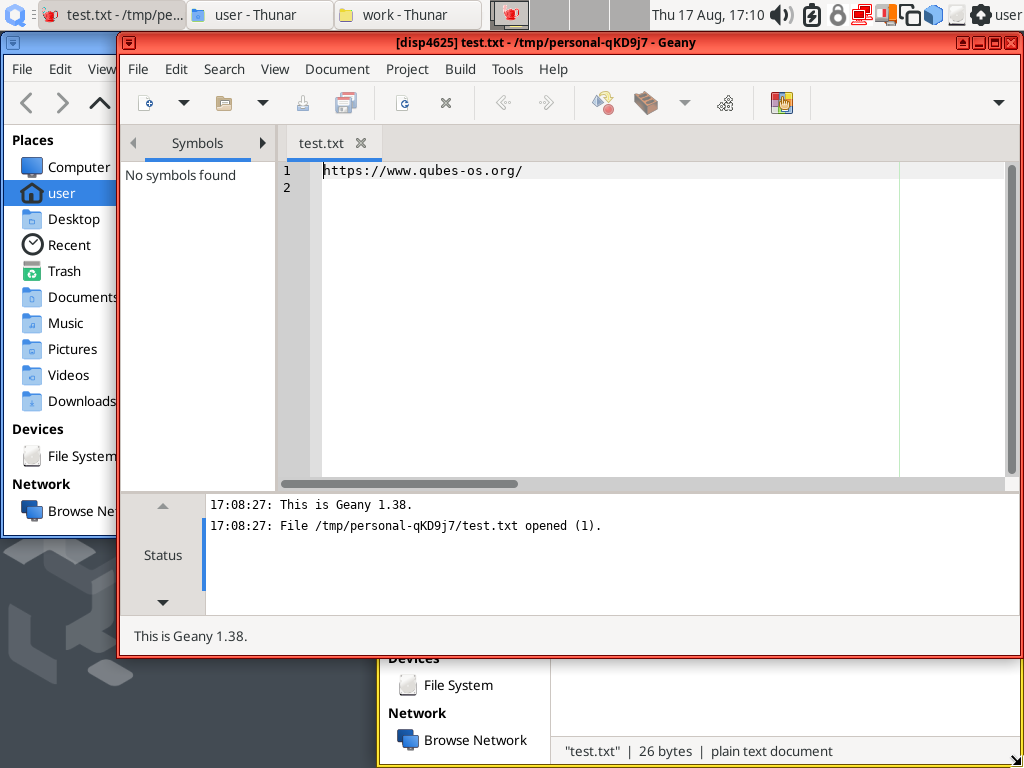 test.txt - /tmp/pe...
user - Thunar
work - Thunar
Thu 17 Aug, 17:10
user
[disp4625] test.txt - /tmp/personal-qKD9j7 - Geany
File Edit View
File Edit Search View Document Project Build Tools Help
Places
Computer
user
Desktop
Recent
Trash
Documents
Music
Pictures
Videos
Downloads
Devices
File System
Network
Browse Ne
Symbols
No symbols found
test.txt
1 https://www.qubes-os.org/
2
Status
17:08:27: This is Geany 1.38.
17:08:27: File /tmp/personal-qKD9j7/test.txt opened (1).
This is Geany 1.38.
Devices
File System
Network
Browse Network
"test.txt" | 26 bytes | plain text document